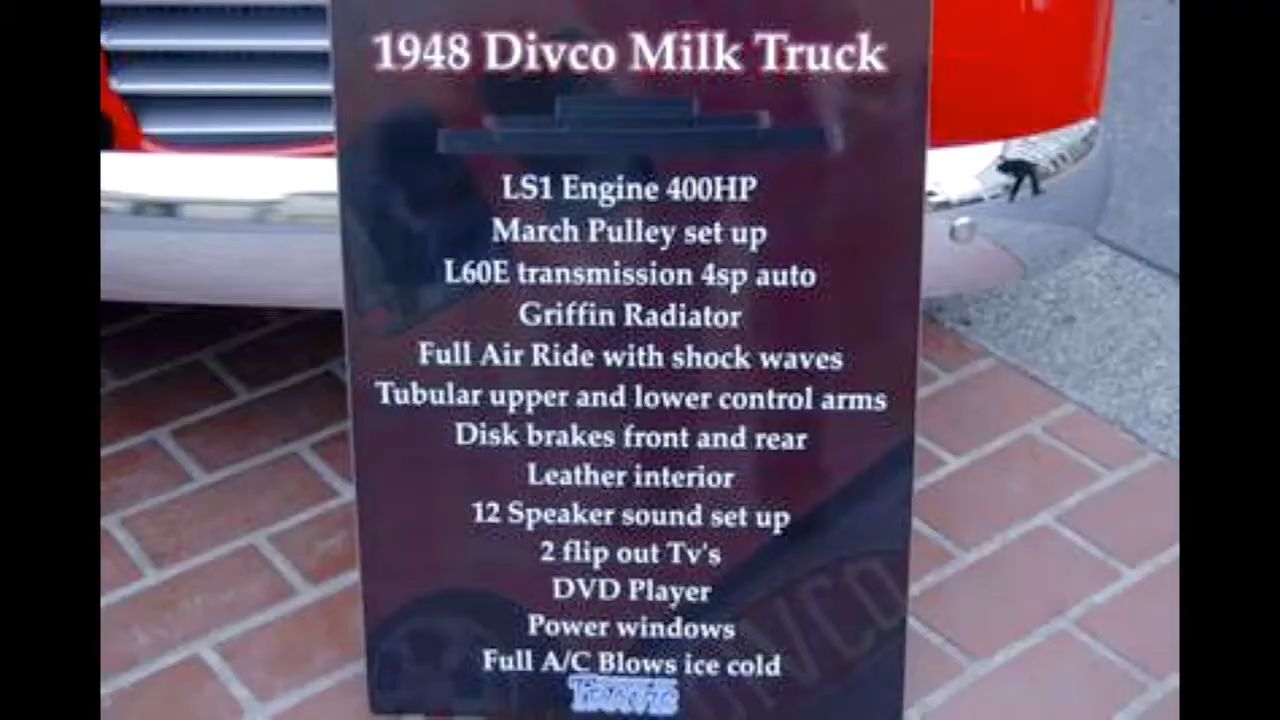 1948 Divco Milk Truck
LS1 Engine 400HP
March Pulley set up
L60E transmission 4sp auto
Griffin Radiator
Full Air Ride with shock waves
Tubular upper and lower control arms
Disk brakes front and rear
Leather interior
12 Speaker sound set up
2 flip out Tv's
DVD Player
Power windows
Full A/C Blows ice cold
DIVCO